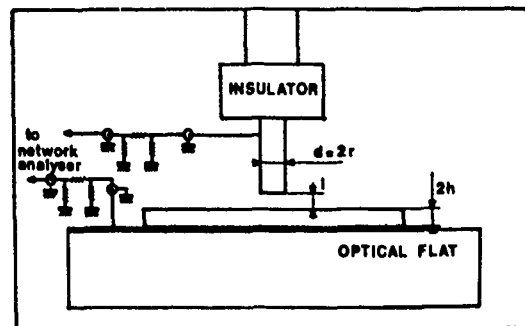 INSULATOR
to
network
analyser
d=2r
l
2h
OPTICAL FLAT